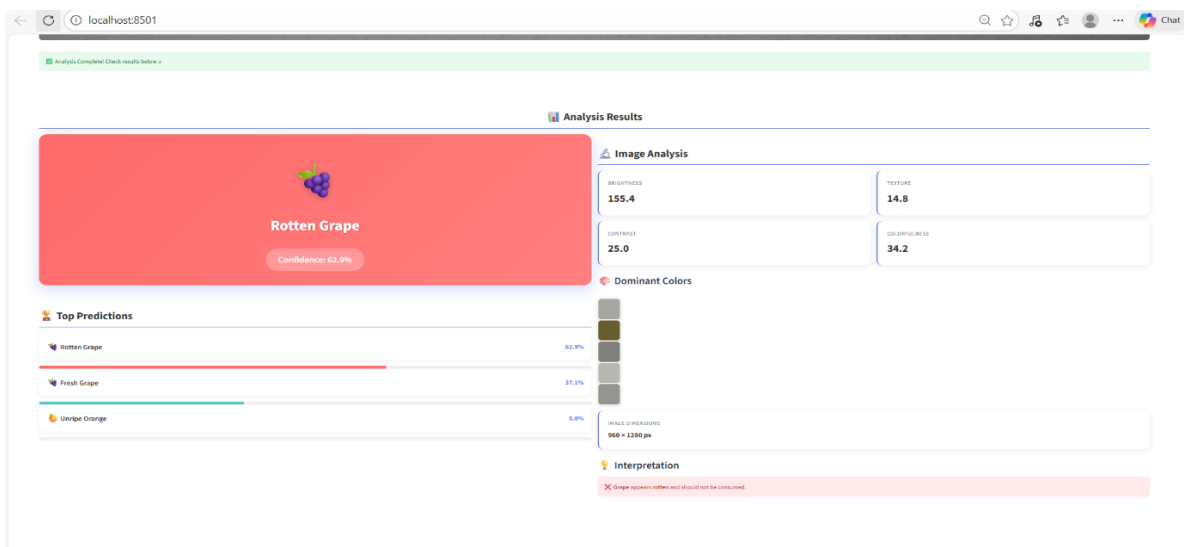 localhost:8501
Chat
Analysis Complete! Check results below
Analysis Results
Rotten Grape
Confidence: 62.9%
Top Predictions
Rotten Grape 62.9%
Fresh Grape 37.1%
Unripe Orange 0.0%
Image Analysis
BRIGHTNESS
155.4
TEXTURE
14.8
CONTRAST
25.0
COLORFULNESS
34.2
Dominant Colors
IMAGE DIMENSIONS
960 × 1280 px
Interpretation
Grape appears rotten and should not be consumed.